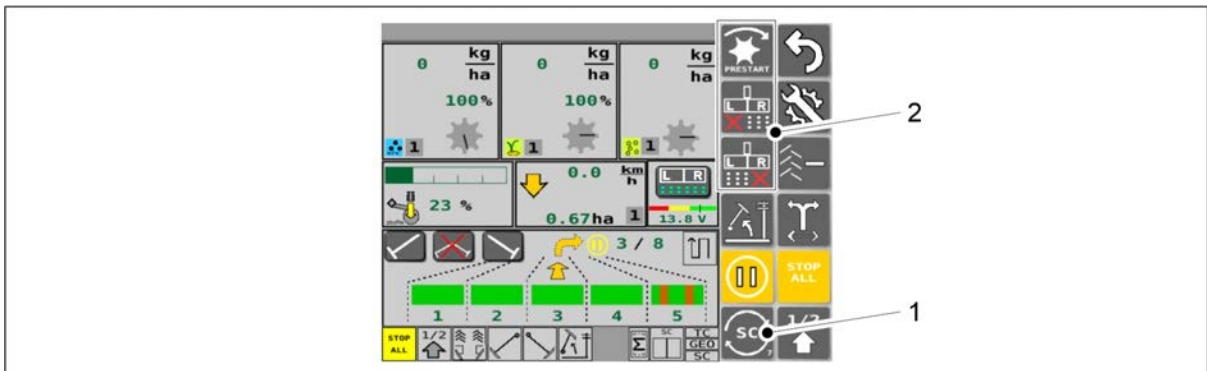 0 kg/ha 0 kg/ha 0 kg/ha
100% 100%
1 1 1
PRESTART
L R
L R
2
23 %
0.0 km/h
0.67ha 1
L R
13.8 V
3 / 8
1 2 3 4 5
STOP ALL
SC
1/2
1
STOP ALL
1/2
Σ
SC
TC
GEO
SC